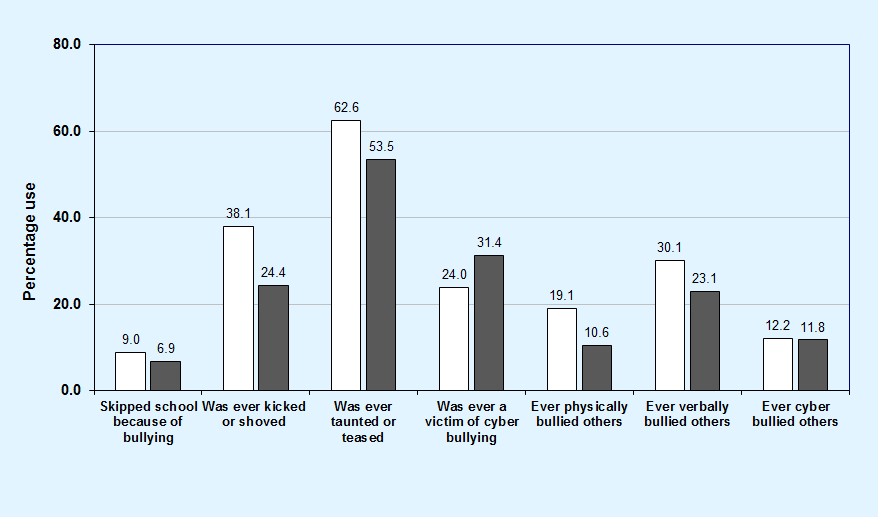 80.0
60.0
40.0
20.0
0.0
Percentage use
9.0
6.9
38.1
24.4
62.6
53.5
24.0
31.4
19.1
10.6
30.1
23.1
12.2
11.8
Skipped school
because of
bullying
Was ever kicked
or shoved
Was ever
taunted or
teased
Was ever a
victim of cyber
bullying
Ever physically
bullied others
Ever verbally
bullied others
Ever cyber
bullied others